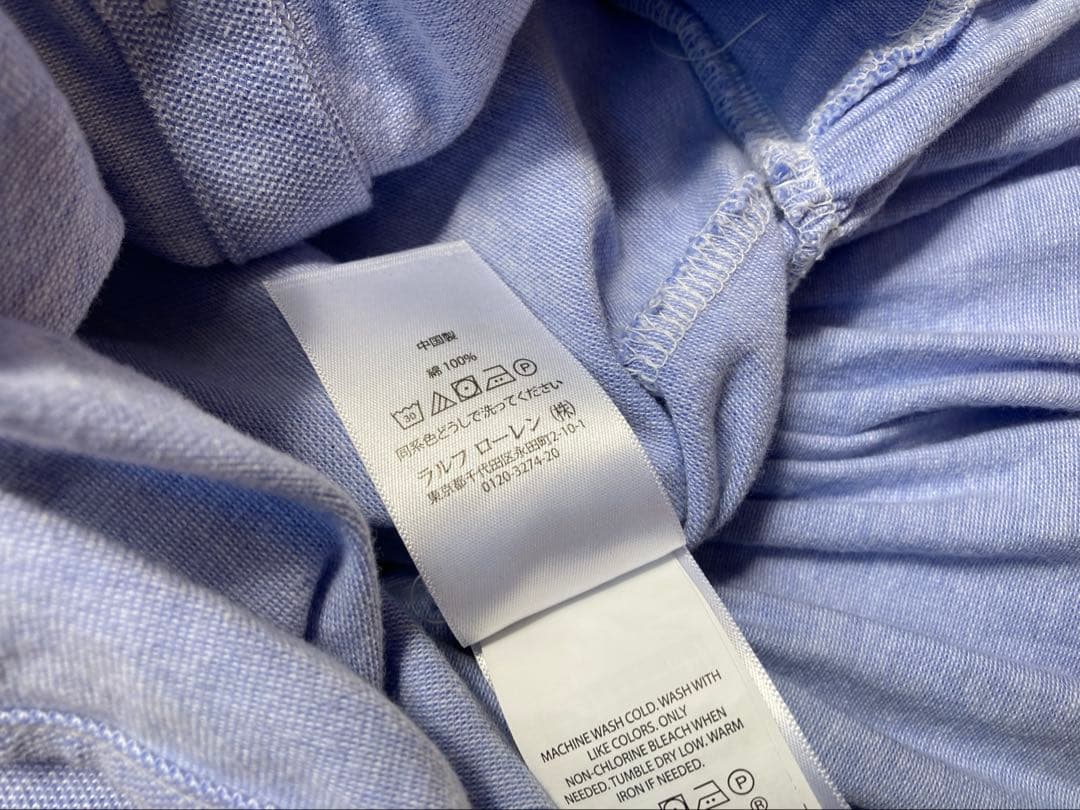 中国製
綿 100%
30 P
同系色どうしで洗ってください
ラルフ ローレン (株)
東京都千代田区永田町2-10-1
0120-3274-20
MACHINE WASH COLD. WASH WITH
LIKE COLORS. ONLY
NON-CHLORINE BLEACH WHEN
NEEDED. TUMBLE DRY LOW. WARM
IRON IF NEEDED.
P
R